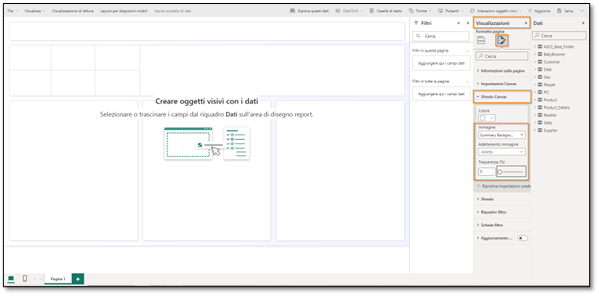 File
Visualizza
Visualizzazione di lettura
Layout per dispositivi mobili
Apri modello di dati
Esplora questi dati
Casella di testo
Forme
Pulsanti
Interazioni oggetti visivi
Aggiorna
Salva
Creare oggetti visivi con i dati
Selezionare o trascinare i campi dal riquadro Dati sull'area di disegno report.
Filtri
Cerca
Filtri in questa pagina
Aggiungere qui i campi dati
Filtri in tutte le pagine
Aggiungere qui i campi dati
Visualizzazioni
Formatta pagina
Cerca
Informazioni sulla pagina
Impostazioni Canvas
Sfondo Canvas
Colore
Immagine
Summary Backgro...
Adattamento immagine
Adatta
Trasparenza (%)
0
Ripristina impostazioni prede
Sfondo
Riquadro filtro
Schede filtro
Aggiornamento ...
Dati
Cerca
ADLS_Base_Folder
BabyBoomer
Customer
Date
Geo
People
PO
Product
Product_Details
Reseller
Sales
Supplier
Pagina 1